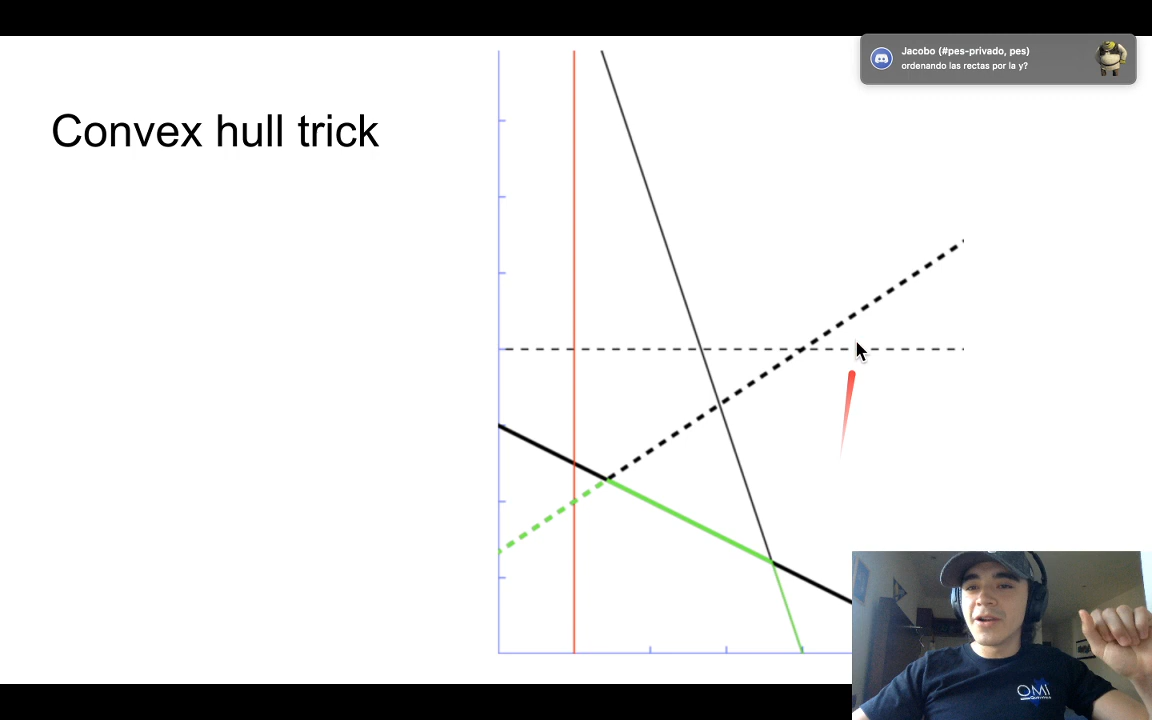 Jacobo (#pes-privado, pes)
ordenando las rectas por la y?
Convex hull trick
OMI